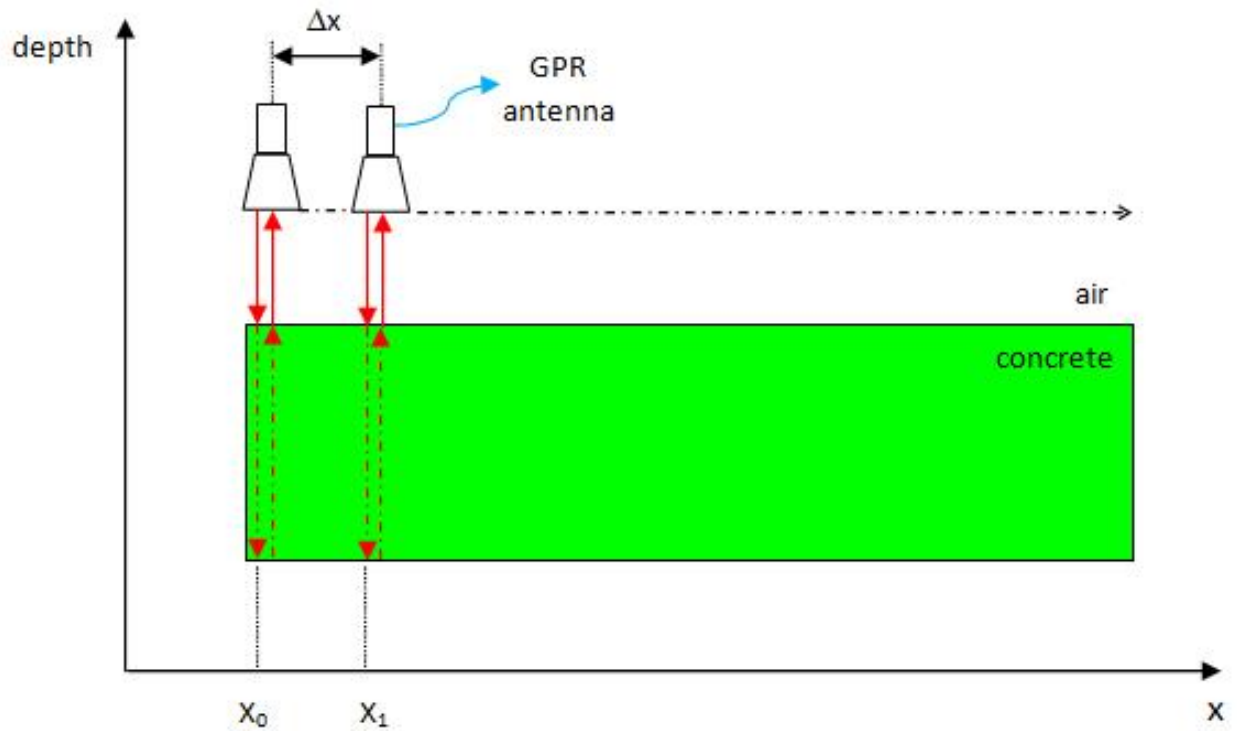 Δx
depth
GPR
antenna
air
concrete
X₀
X₁
x